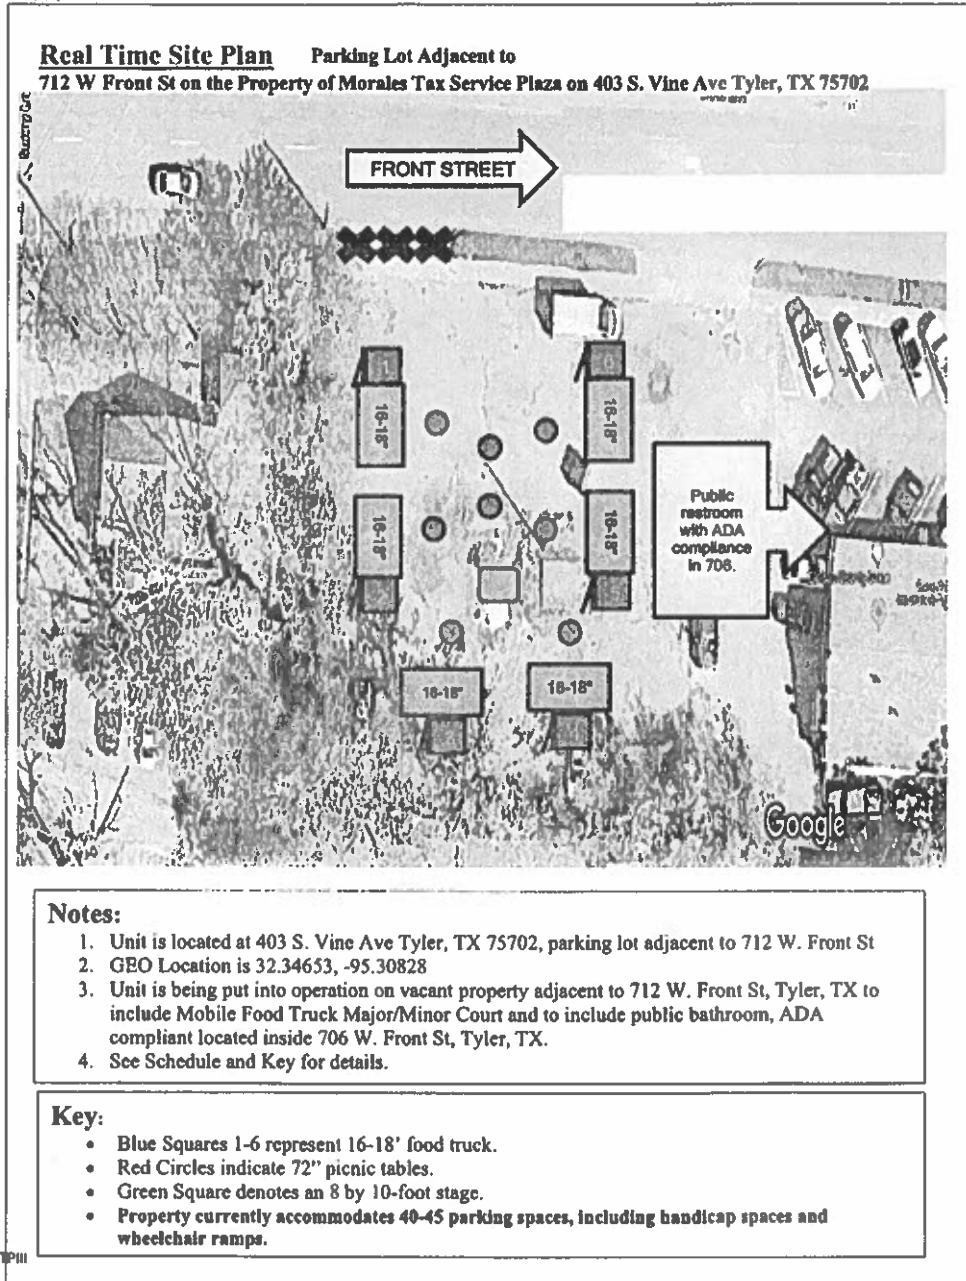 Real Time Site Plan Parking Lot Adjacent to
712 W Front St on the Property of Morales Tax Service Plaza on 403 S. Vine Ave Tyler, TX 75702
FRONT STREET
1
6
16-18"
16-18"
16-18"
16-18"
Public
restroom
with ADA
compliance
in 706.
16-18"
16-18"
Google
Notes:
1. Unit is located at 403 S. Vine Ave Tyler, TX 75702, parking lot adjacent to 712 W. Front St
2. GEO Location is 32.34653, -95.30828
3. Unit is being put into operation on vacant property adjacent to 712 W. Front St, Tyler, TX to
include Mobile Food Truck Major/Minor Court and to include public bathroom, ADA
compliant located inside 706 W. Front St, Tyler, TX.
4. See Schedule and Key for details.
Key:
• Blue Squares 1-6 represent 16-18' food truck.
• Red Circles indicate 72" picnic tables.
• Green Square denotes an 8 by 10-foot stage.
• Property currently accommodates 40-45 parking spaces, including handicap spaces and
wheelchair ramps.